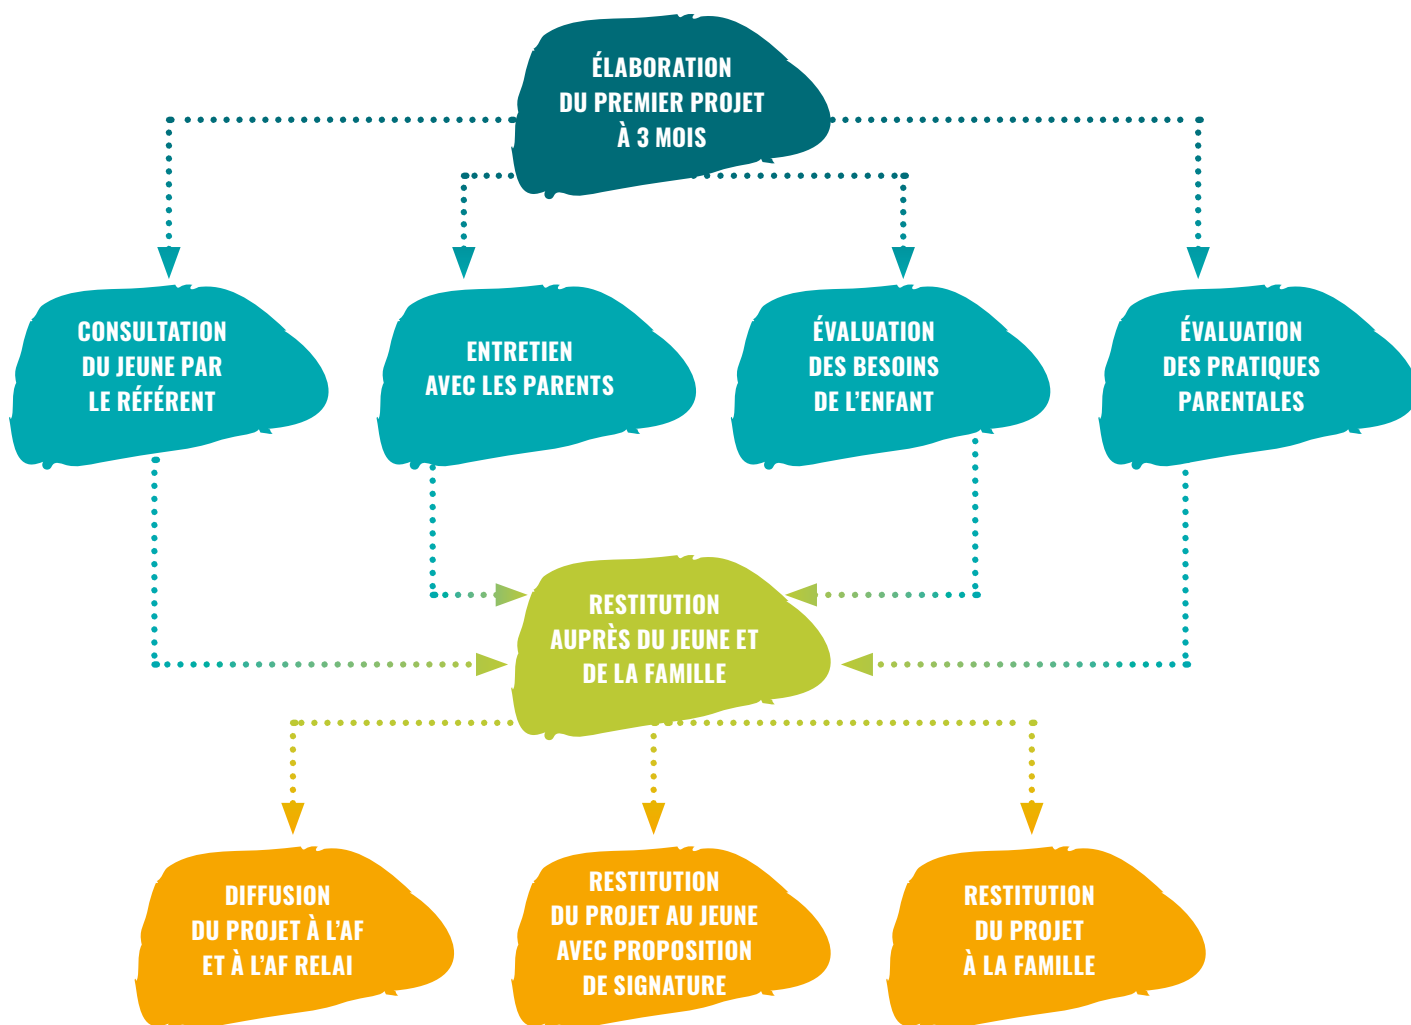 ÉLABORATION
DU PREMIER PROJET
À 3 MOIS
CONSULTATION
DU JEUNE PAR
LE RÉFÉRENT
ENTRETIEN
AVEC LES PARENTS
ÉVALUATION
DES BESOINS
DE L'ENFANT
ÉVALUATION
DES PRATIQUES
PARENTALES
RESTITUTION
AUPRÈS DU JEUNE ET
DE LA FAMILLE
DIFFUSION
DU PROJET À L'AF
ET À L'AF RELAI
RESTITUTION
DU PROJET AU JEUNE
AVEC PROPOSITION
DE SIGNATURE
RESTITUTION
DU PROJET
À LA FAMILLE